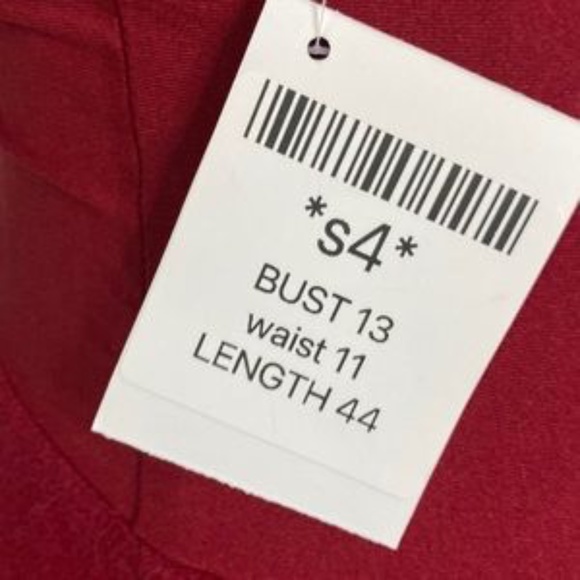 *s4*
BUST 13
waist 11
LENGTH 44